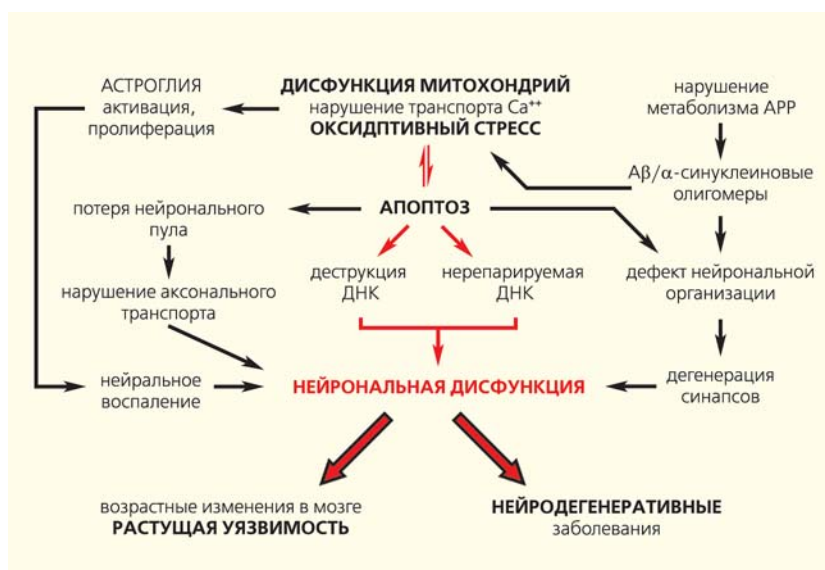 АСТРОГЛИЯ
активация,
пролиферация
ДИСФУНКЦИЯ МИТОХОНДРИЙ
нарушение транспорта Ca⁺⁺
ОКСИДПТИВНЫЙ СТРЕСС
нарушение
метаболизма APP
Aβ/α-синуклеиновые
олигомеры
потеря нейронального
пула
АПОПТОЗ
нарушение аксонального
транспорта
деструкция
ДНК
нерепарируемая
ДНК
дефект нейрональной
организации
нейральное
воспаление
НЕЙРОНАЛЬНАЯ ДИСФУНКЦИЯ
дегенерация
синапсов
возрастные изменения в мозге
РАСТУЩАЯ УЯЗВИМОСТЬ
НЕЙРОДЕГЕНЕРАТИВНЫЕ
заболевания